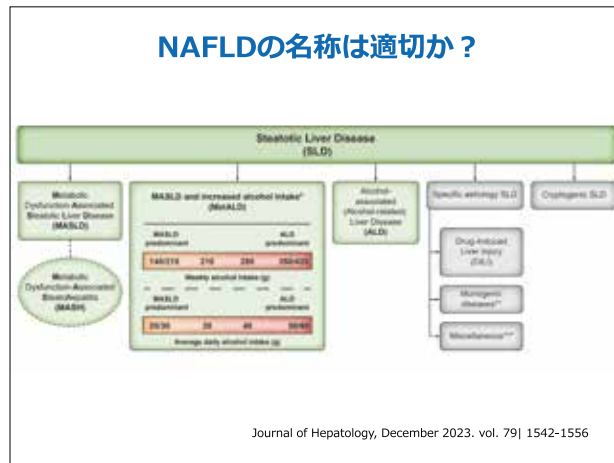 NAFLDの名称は適切か？
Steatotic Liver Disease
(SLD)
Metabolic
Dysfunction-Associated
Steatotic Liver Disease
(MASLD)
Metabolic
Dysfunction-Associated
Steatohepatitis
(MASH)
MASLD and increased alcohol intake*
(MetALD)
MASLD
predominant
ALD
predominant
140/210 210 280 350/420
Weekly alcohol intake (g)
MASLD
predominant
ALD
predominant
20/30 30 40 50/60
Average daily alcohol intake (g)
Alcohol-
associated
(Alcohol-related)
Liver Disease
(ALD)
Specific aetiology SLD
Drug-induced
Liver Injury
(DILI)
Monogenic
diseases**
Miscellaneous***
Cryptogenic SLD
Journal of Hepatology, December 2023. vol. 79| 1542-1556